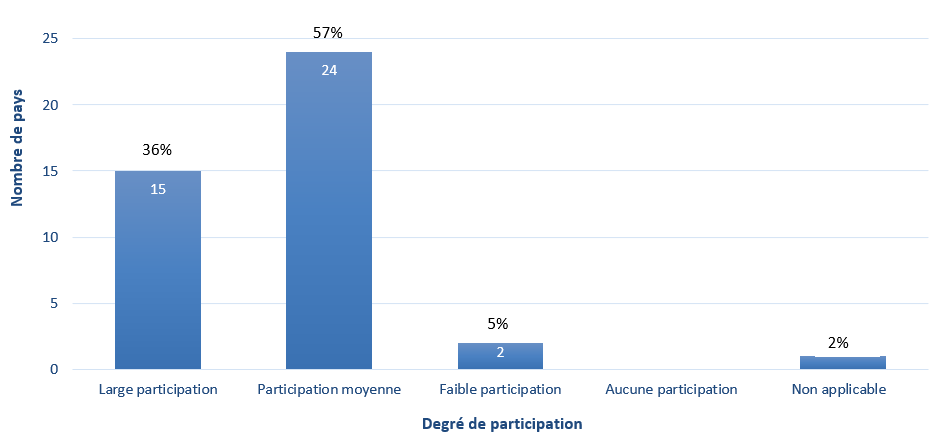 57%
25
24
20
36%
15
15
10
5
5%
2
2%
0
Large participation
Participation moyenne
Faible participation
Aucune participation
Non applicable
Degré de participation
Nombre de pays